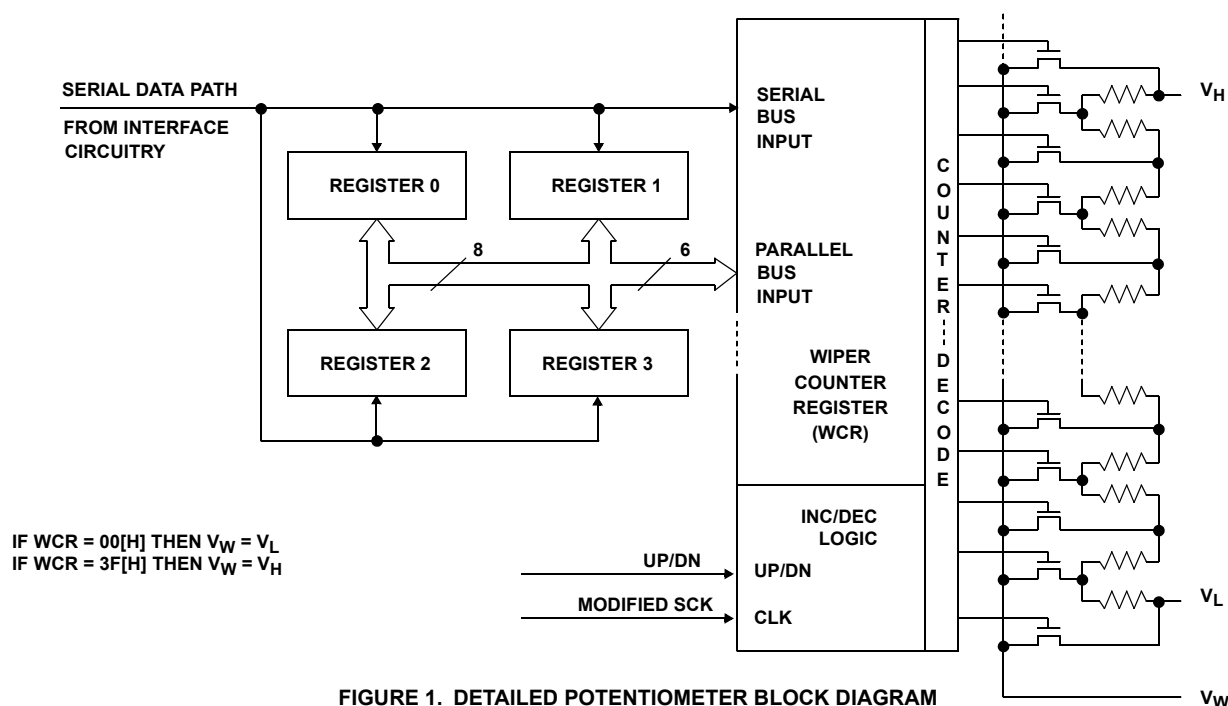 SERIAL DATA PATH
FROM INTERFACE
CIRCUITRY
REGISTER 0
REGISTER 1
8
6
REGISTER 2
REGISTER 3
SERIAL
BUS
INPUT
PARALLEL
BUS
INPUT
WIPER
COUNTER
REGISTER
(WCR)
INC/DEC
LOGIC
UP/DN
UP/DN
MODIFIED SCK
CLK
C
O
U
N
T
E
R
D
E
C
O
D
E
VH
VL
VW
IF WCR = 00[H] THEN VW = VL
IF WCR = 3F[H] THEN VW = VH
FIGURE 1. DETAILED POTENTIOMETER BLOCK DIAGRAM